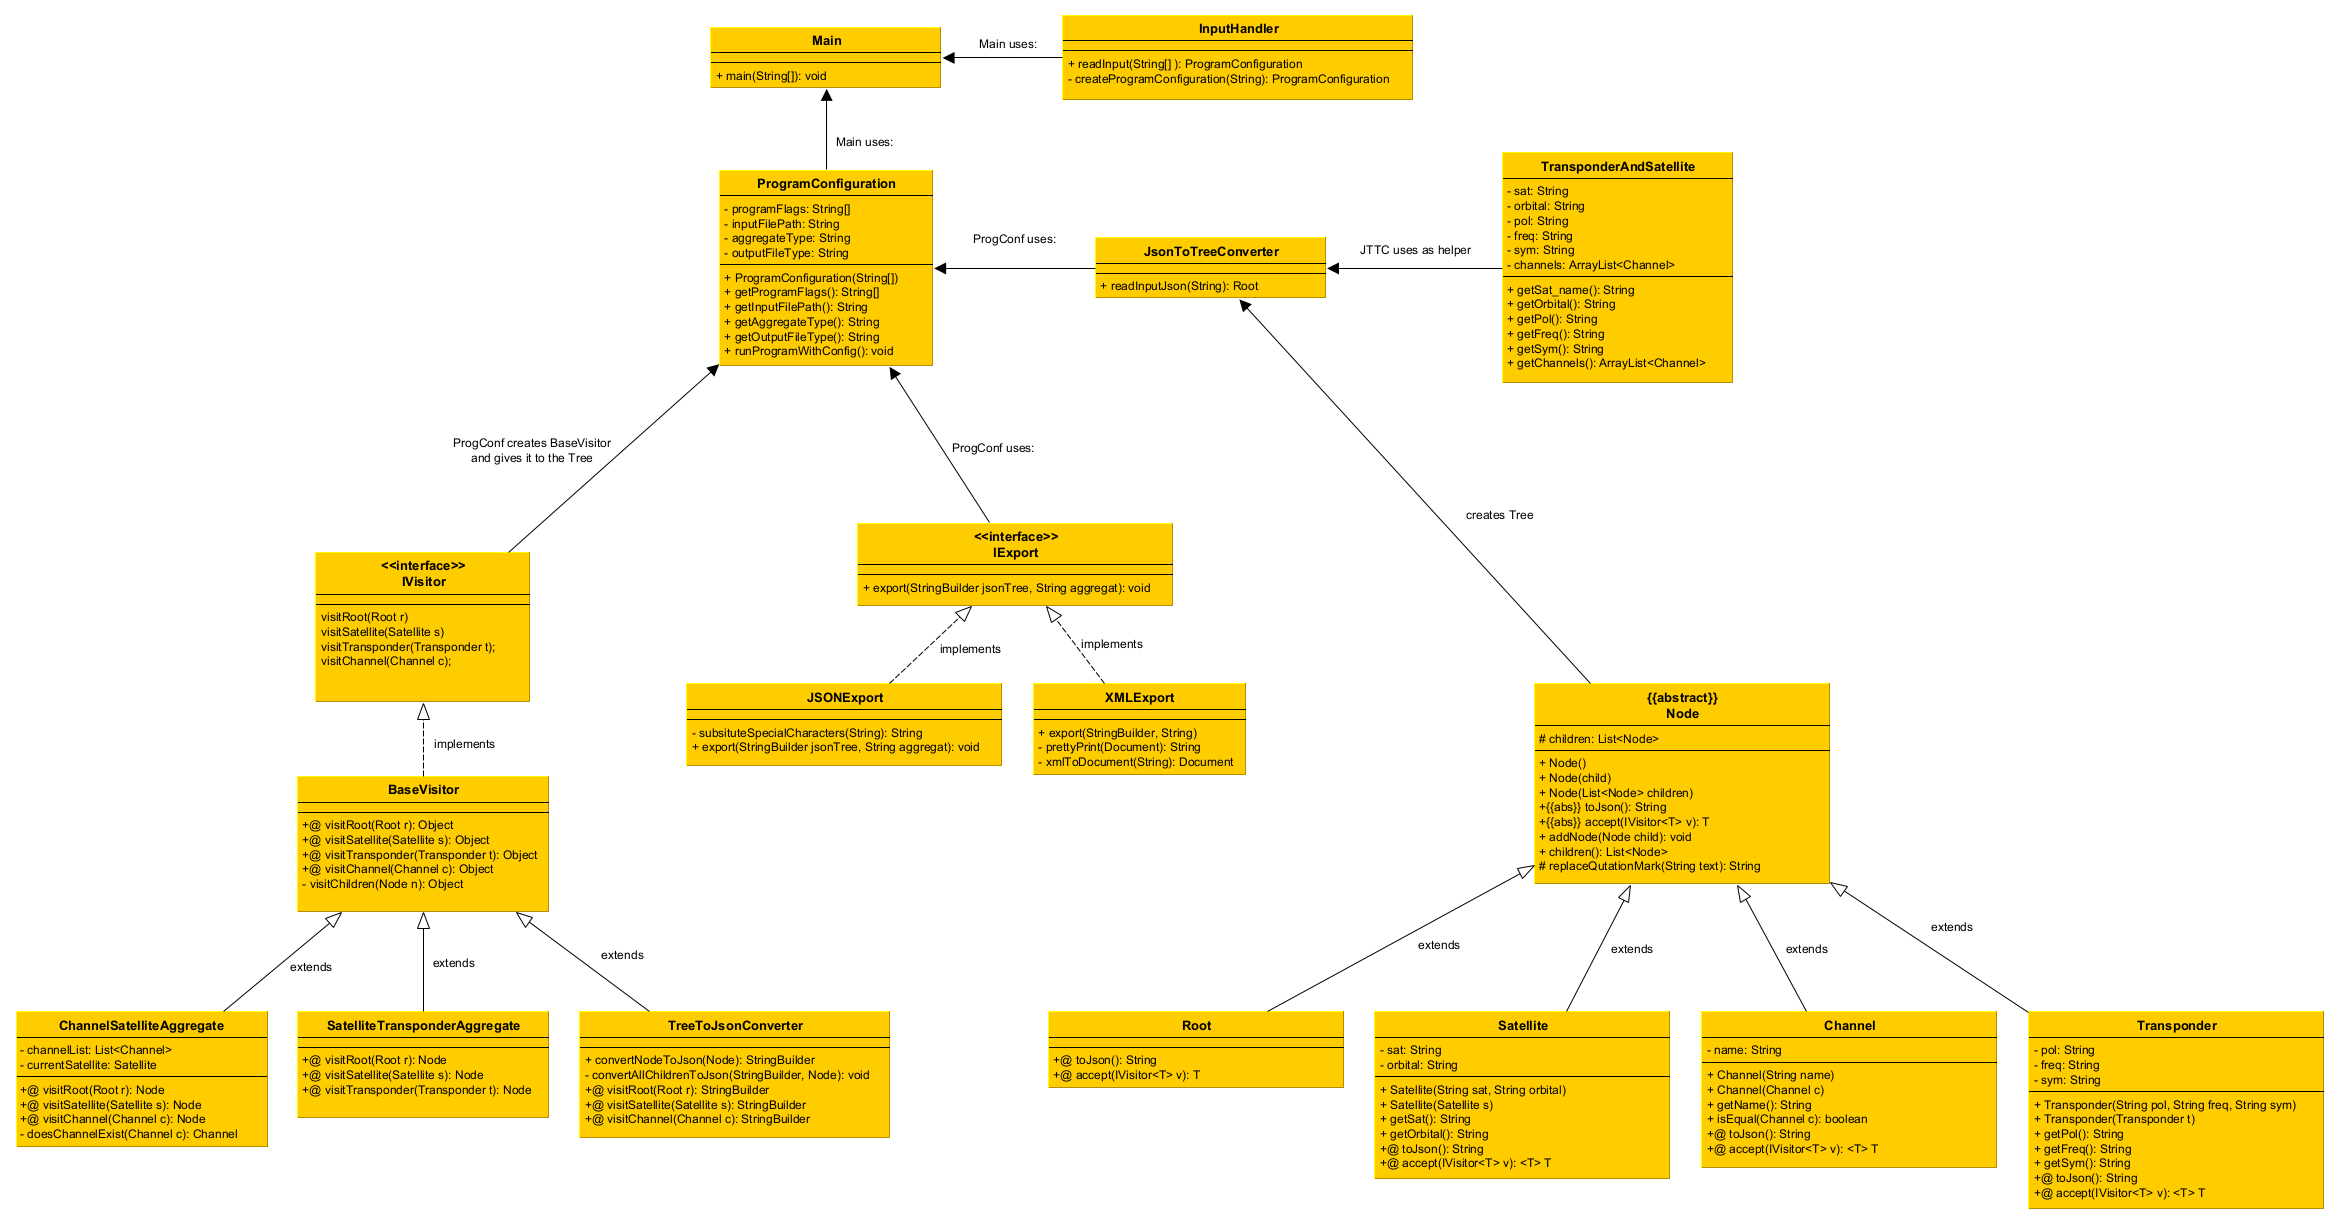 Main
+ main(String[]): void
Main uses:
InputHandler
+ readInput(String[] ): ProgramConfiguration
- createProgramConfiguration(String): ProgramConfiguration
Main uses:
ProgramConfiguration
- programFlags: String[]
- inputFilePath: String
- aggregateType: String
- outputFileType: String
+ ProgramConfiguration(String[])
+ getProgramFlags(): String[]
+ getInputFilePath(): String
+ getAggregateType(): String
+ getOutputFileType(): String
+ runProgramWithConfig(): void
ProgConf uses:
JsonToTreeConverter
+ readInputJson(String): Root
JTTC uses as helper
TransponderAndSatellite
- sat: String
- orbital: String
- pol: String
- freq: String
- sym: String
- channels: ArrayList<Channel>
+ getSat_name(): String
+ getOrbital(): String
+ getPol(): String
+ getFreq(): String
+ getSym(): String
+ getChannels(): ArrayList<Channel>
ProgConf creates BaseVisitor
and gives it to the Tree
ProgConf uses:
creates Tree
<<interface>>
IVisitor
visitRoot(Root r)
visitSatellite(Satellite s)
visitTransponder(Transponder t);
visitChannel(Channel c);
<<interface>>
IExport
+ export(StringBuilder jsonTree, String aggregat): void
implements
implements
JSONExport
- subsituteSpecialCharacters(String): String
+ export(StringBuilder jsonTree, String aggregat): void
XMLExport
+ export(StringBuilder, String)
- prettyPrint(Document): String
- xmlToDocument(String): Document
{{abstract}}
Node
# children: List<Node>
+ Node()
+ Node(child)
+ Node(List<Node> children)
+{{abs}} toJson(): String
+{{abs}} accept(IVisitor<T> v): T
+ addNode(Node child): void
+ children(): List<Node>
# replaceQutationMark(String text): String
implements
BaseVisitor
+@ visitRoot(Root r): Object
+@ visitSatellite(Satellite s): Object
+@ visitTransponder(Transponder t): Object
+@ visitChannel(Channel c): Object
- visitChildren(Node n): Object
extends
extends
extends
extends
extends
extends
extends
ChannelSatelliteAggregate
- channelList: List<Channel>
- currentSatellite: Satellite
+@ visitRoot(Root r): Node
+@ visitSatellite(Satellite s): Node
+@ visitChannel(Channel c): Node
- doesChannelExist(Channel c): Channel
SatelliteTransponderAggregate
+@ visitRoot(Root r): Node
+@ visitSatellite(Satellite s): Node
+@ visitTransponder(Transponder t): Node
TreeToJsonConverter
+ convertNodeToJson(Node): StringBuilder
- convertAllChildrenToJson(StringBuilder, Node): void
+@ visitRoot(Root r): StringBuilder
+@ visitSatellite(Satellite s): StringBuilder
+@ visitChannel(Channel c): StringBuilder
Root
+@ toJson(): String
+@ accept(IVisitor<T> v): T
Satellite
- sat: String
- orbital: String
+ Satellite(String sat, String orbital)
+ Satellite(Satellite s)
+ getSat(): String
+ getOrbital(): String
+@ toJson(): String
+@ accept(IVisitor<T> v): <T> T
Channel
- name: String
+ Channel(String name)
+ Channel(Channel c)
+ getName(): String
+ isEqual(Channel c): boolean
+@ toJson(): String
+@ accept(IVisitor<T> v): <T> T
Transponder
- pol: String
- freq: String
- sym: String
+ Transponder(String pol, String freq, String sym)
+ Transponder(Transponder t)
+ getPol(): String
+ getFreq(): String
+ getSym(): String
+@ toJson(): String
+@ accept(IVisitor<T> v): <T> T